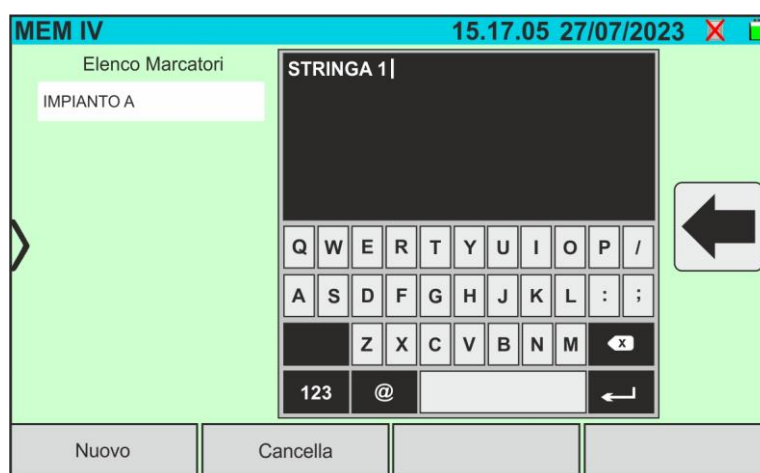 MEM IV 15.17.05 27/07/2023
Elenco Marcatori
IMPIANTO A
STRINGA 1
Q W E R T Y U I O P /
A S D F G H J K L : ;
Z X C V B N M X
123 @
Nuovo Cancella